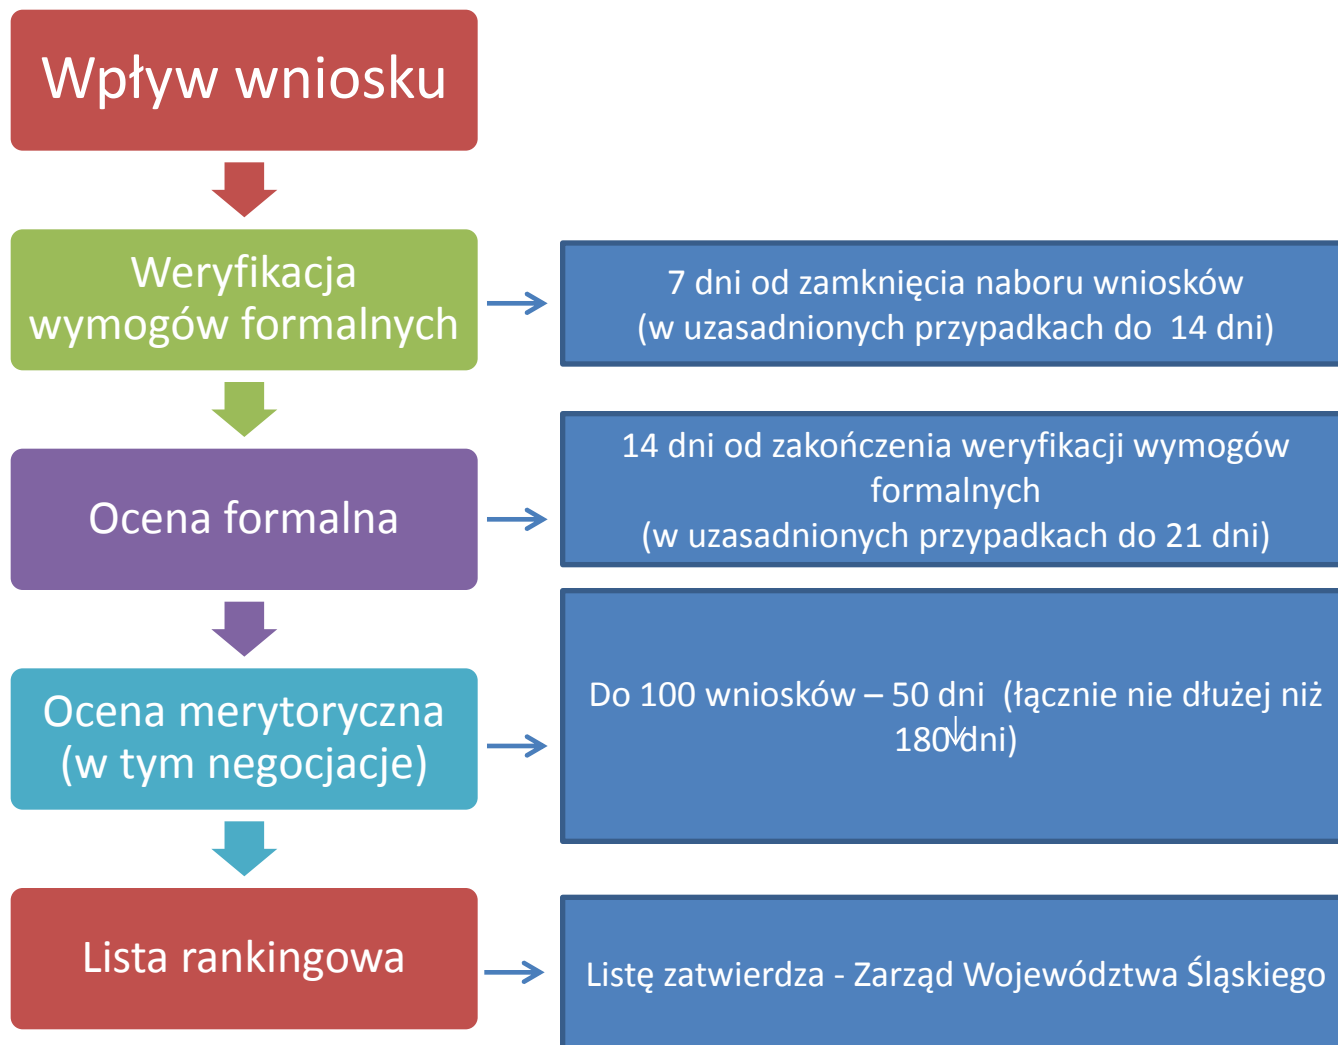 Wpływ wniosku
Weryfikacja
wymogów formalnych
7 dni od zamknięcia naboru wniosków
(w uzasadnionych przypadkach do 14 dni)
Ocena formalna
14 dni od zakończenia weryfikacji wymogów
formalnych
(w uzasadnionych przypadkach do 21 dni)
Ocena merytoryczna
(w tym negocjacje)
Do 100 wniosków – 50 dni (łącznie nie dłużej niż
180 dni)
Lista rankingowa
Listę zatwierdza - Zarząd Województwa Śląskiego